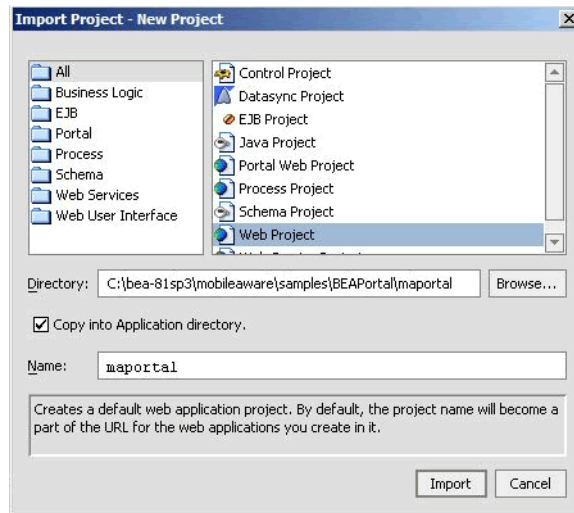 Import Project - New Project
All
Business Logic
EJB
Portal
Process
Schema
Web Services
Web User Interface
Control Project
Datasync Project
EJB Project
Java Project
Portal Web Project
Process Project
Schema Project
Web Project
Directory:
C:\bea-81sp3\mobileaware\samples\BEAPortal\maportal
Browse...
Copy into Application directory.
Name:
maportal
Creates a default web application project. By default, the project name will become a
part of the URL for the web applications you create in it.
Import
Cancel